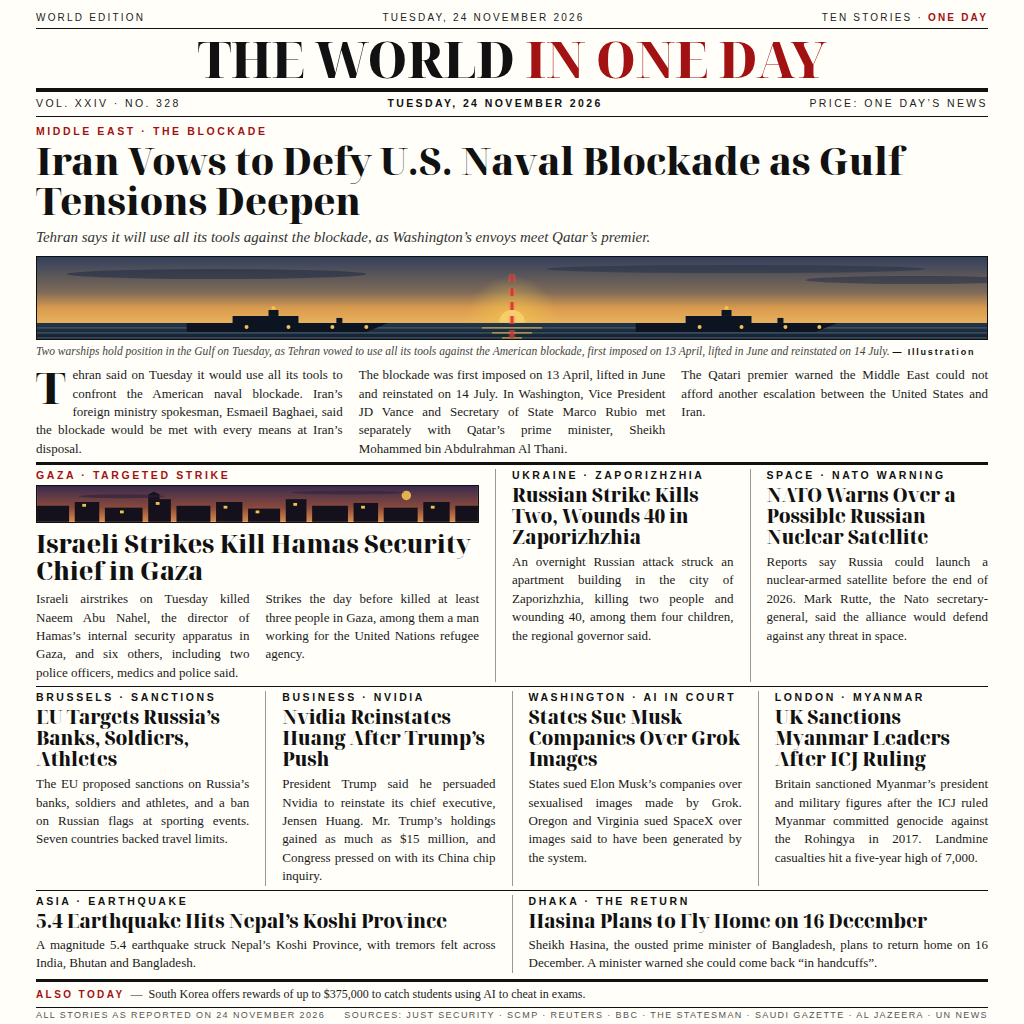 WORLD EDITION
TUESDAY, 24 NOVEMBER 2026
TEN STORIES · ONE DAY
THE WORLD IN ONE DAY
VOL. XXIV · NO. 328
TUESDAY, 24 NOVEMBER 2026
PRICE: ONE DAY’S NEWS
MIDDLE EAST · THE BLOCKADE
Iran Vows to Defy U.S. Naval Blockade as Gulf
Tensions Deepen
Tehran says it will use all its tools against the blockade, as Washington’s envoys meet Qatar’s premier.
Two warships hold position in the Gulf on Tuesday, as Tehran vowed to use all its tools against the American blockade, first imposed on 13 April, lifted in June and reinstated on 14 July. — Illustration
Tehran said on Tuesday it would use all its tools to
confront the American naval blockade. Iran’s
foreign ministry spokesman, Esmaeil Baghaei, said
the blockade would be met with every means at Iran’s
disposal.
The blockade was first imposed on 13 April, lifted in June
and reinstated on 14 July. In Washington, Vice President
JD Vance and Secretary of State Marco Rubio met
separately with Qatar’s prime minister, Sheikh
Mohammed bin Abdulrahman Al Thani.
The Qatari premier warned the Middle East could not
afford another escalation between the United States and
Iran.
GAZA · TARGETED STRIKE
Israeli Strikes Kill Hamas Security
Chief in Gaza
Israeli airstrikes on Tuesday killed
Naeem Abu Nahel, the director of
Hamas’s internal security apparatus in
Gaza, and six others, including two
police officers, medics and police said.
Strikes the day before killed at least
three people in Gaza, among them a man
working for the United Nations refugee
agency.
UKRAINE · ZAPORIZHZHIA
Russian Strike Kills
Two, Wounds 40 in
Zaporizhzhia
An overnight Russian attack struck an
apartment building in the city of
Zaporizhzhia, killing two people and
wounding 40, among them four children,
the regional governor said.
SPACE · NATO WARNING
NATO Warns Over a
Possible Russian
Nuclear Satellite
Reports say Russia could launch a
nuclear-armed satellite before the end of
2026. Mark Rutte, the Nato secretary-
general, said the alliance would defend
against any threat in space.
BRUSSELS · SANCTIONS
EU Targets Russia’s
Banks, Soldiers,
Athletes
The EU proposed sanctions on Russia’s
banks, soldiers and athletes, and a ban
on Russian flags at sporting events.
Seven countries backed travel limits.
BUSINESS · NVIDIA
Nvidia Reinstates
Huang After Trump’s
Push
President Trump said he persuaded
Nvidia to reinstate its chief executive,
Jensen Huang. Mr. Trump’s holdings
gained as much as $15 million, and
Congress pressed on with its China chip
inquiry.
WASHINGTON · AI IN COURT
States Sue Musk
Companies Over Grok
Images
States sued Elon Musk’s companies over
sexualised images made by Grok.
Oregon and Virginia sued SpaceX over
images said to have been generated by
the system.
LONDON · MYANMAR
UK Sanctions
Myanmar Leaders
After ICJ Ruling
Britain sanctioned Myanmar’s president
and military figures after the ICJ ruled
Myanmar committed genocide against
the Rohingya in 2017. Landmine
casualties hit a five-year high of 7,000.
ASIA · EARTHQUAKE
5.4 Earthquake Hits Nepal’s Koshi Province
A magnitude 5.4 earthquake struck Nepal’s Koshi Province, with tremors felt across
India, Bhutan and Bangladesh.
DHAKA · THE RETURN
Hasina Plans to Fly Home on 16 December
Sheikh Hasina, the ousted prime minister of Bangladesh, plans to return home on 16
December. A minister warned she could come back “in handcuffs”.
ALSO TODAY — South Korea offers rewards of up to $375,000 to catch students using AI to cheat in exams.
ALL STORIES AS REPORTED ON 24 NOVEMBER 2026
SOURCES: JUST SECURITY · SCMP · REUTERS · BBC · THE STATESMAN · SAUDI GAZETTE · AL JAZEERA · UN NEWS